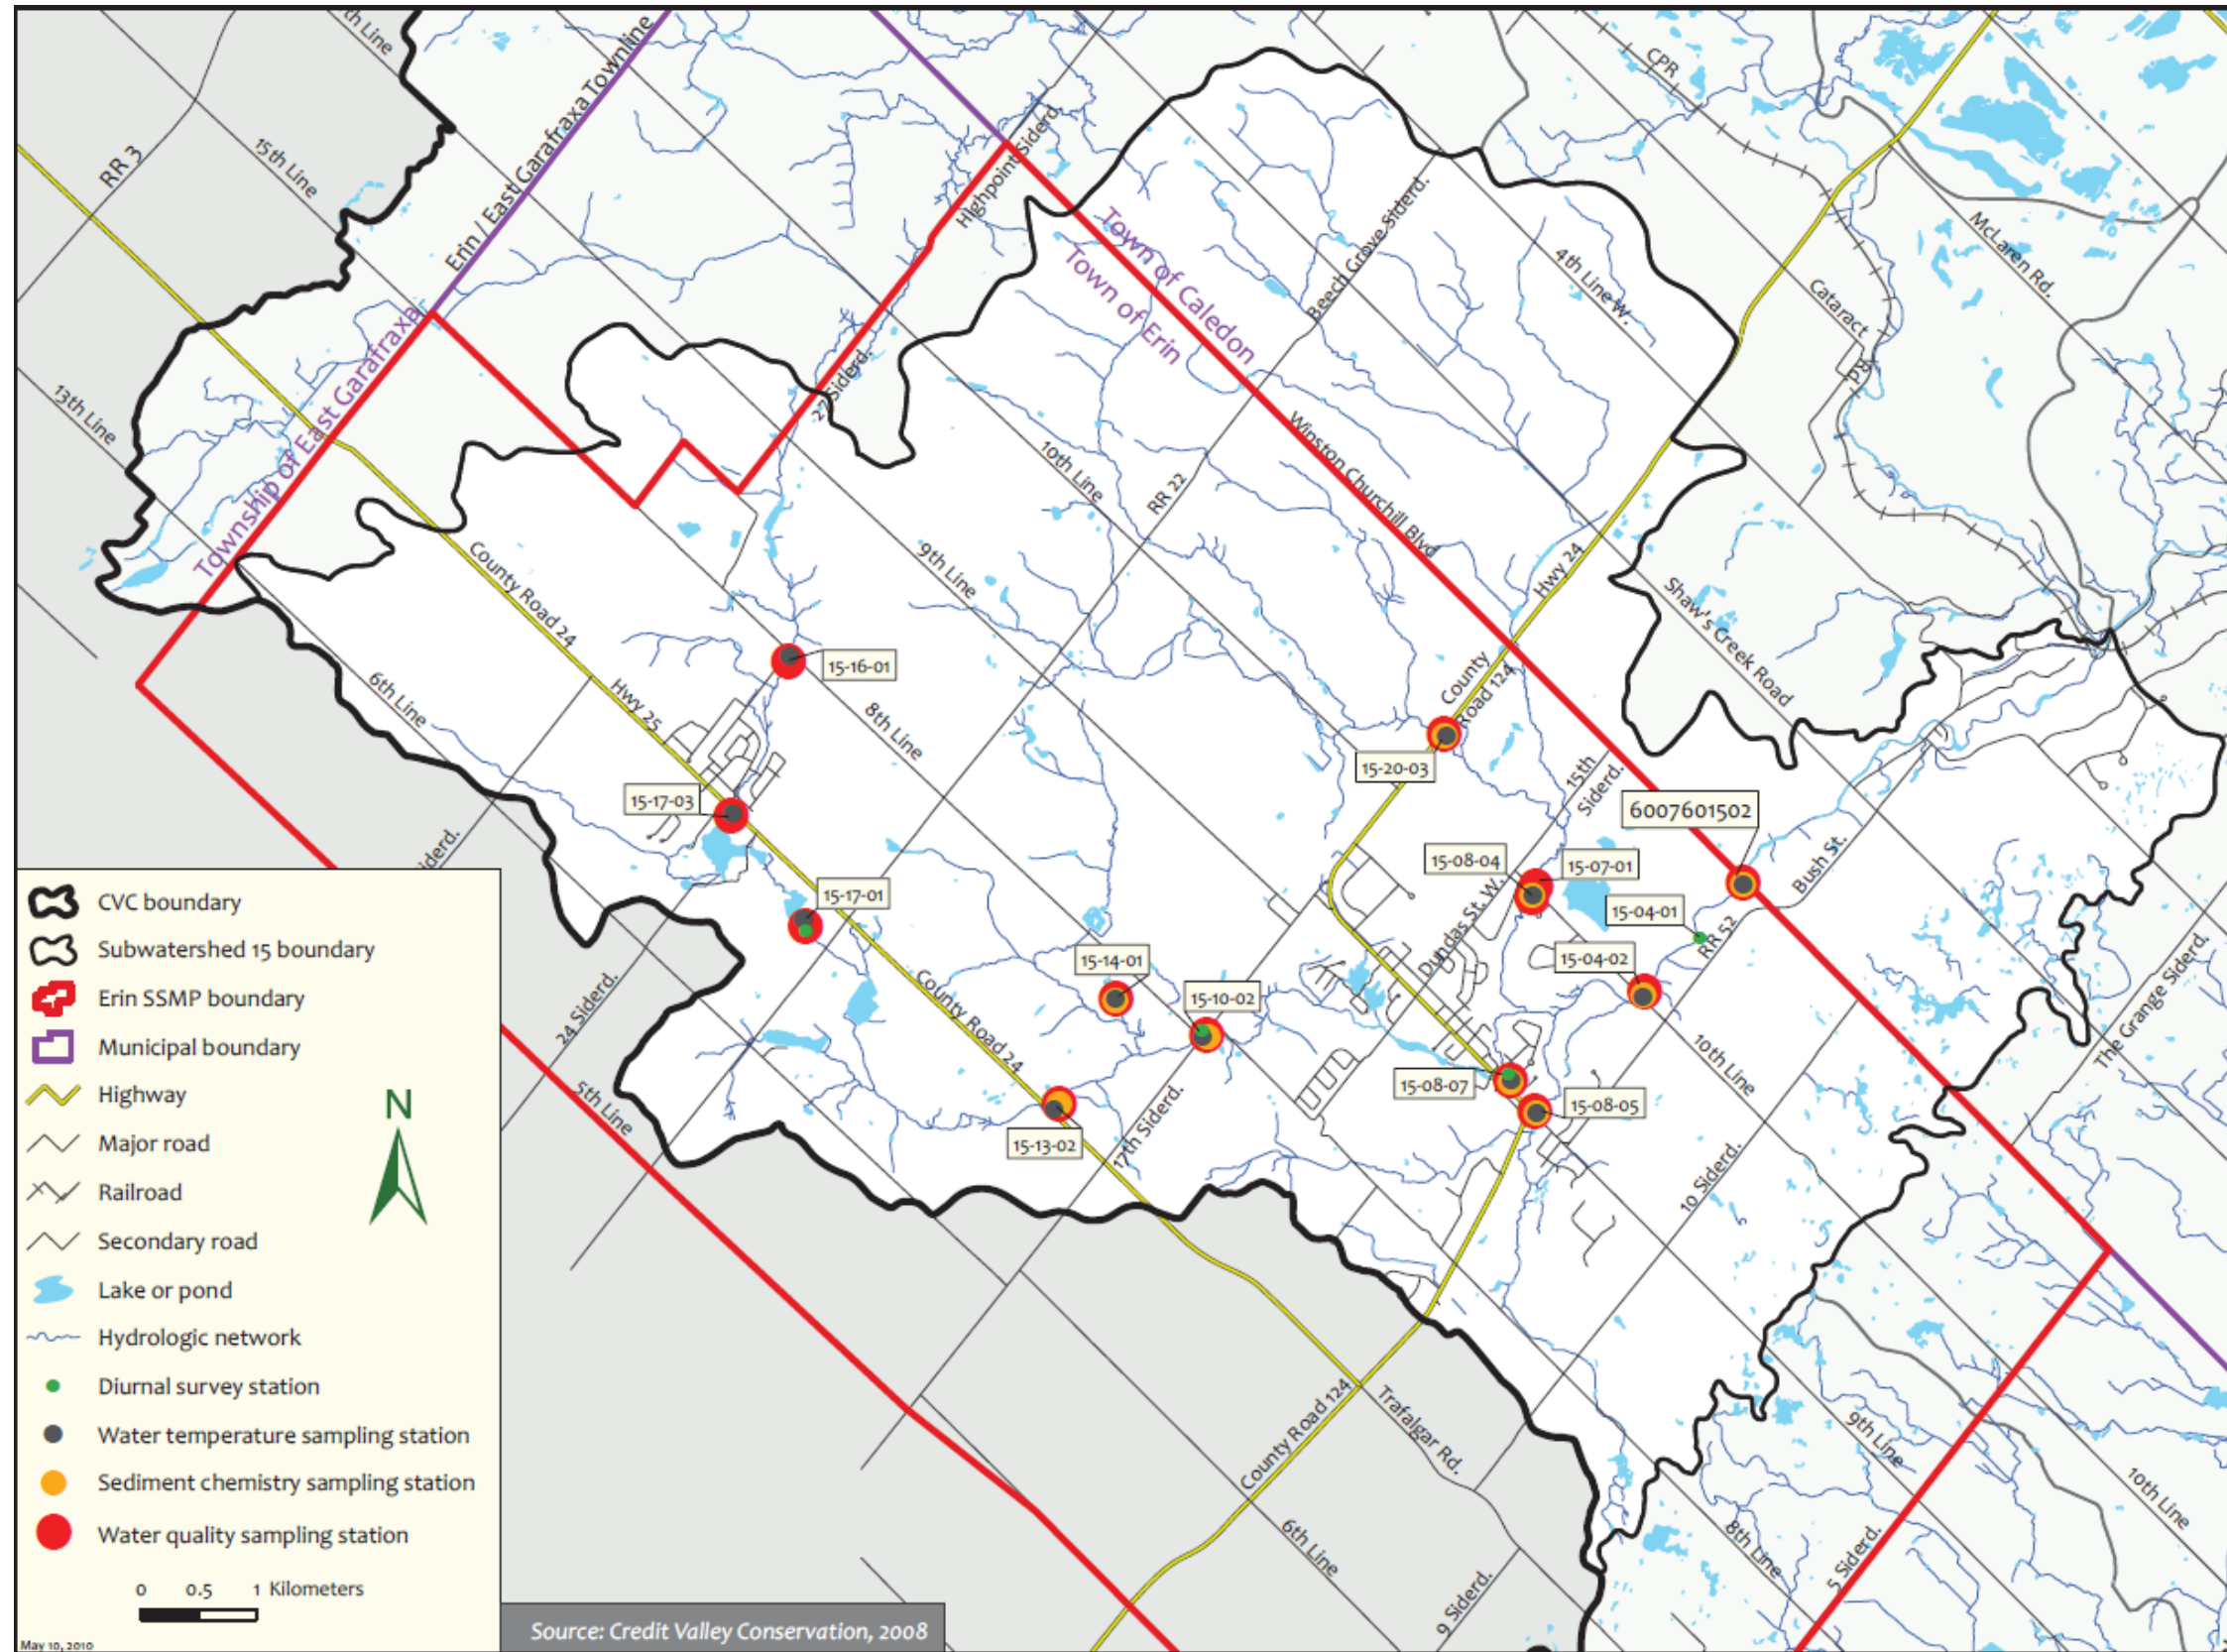 th Line
Erin / East Garafraxa Townline
CPR
RR 3
15th Line
Highpoint Siderd.
McLaren Rd.
Town of Caledon
Town of Erin
Beech Grove Siderd.
4th Line W.
Cataract
Rd.
Township of East Garafraxa
13th Line
27 Siderd.
10th Line
RR 22
Winston Churchill Blvd
County Road 24
9th Line
Hwy 24
Shaw's Creek Road
6th Line
Hwy 25
8th Line
15-16-01
County
Road 124
15-20-03
15th
Siderd.
15-17-03
6007601502
15-08-04
15-07-01
Bush St.
15-17-01
15-04-01
siderd.
Dundas St. W.
RR 52
15-14-01
15-04-02
15-10-02
County Road 24
24 Siderd.
The Grange Siderd.
10th Line
15-08-07
15-08-05
5th Line
15-13-02
17th Siderd.
10 Siderd.
County Road 124
Trafalgar Rd.
9th Line
10th Line
6th Line
8th Line
5 Siderd.
9 Siderd.
CVC boundary
Subwatershed 15 boundary
Erin SSMP boundary
Municipal boundary
Highway
Major road
Railroad
Secondary road
Lake or pond
Hydrologic network
Diurnal survey station
Water temperature sampling station
Sediment chemistry sampling station
Water quality sampling station
N
0 0.5 1 Kilometers
May 10, 2010
Source: Credit Valley Conservation, 2008